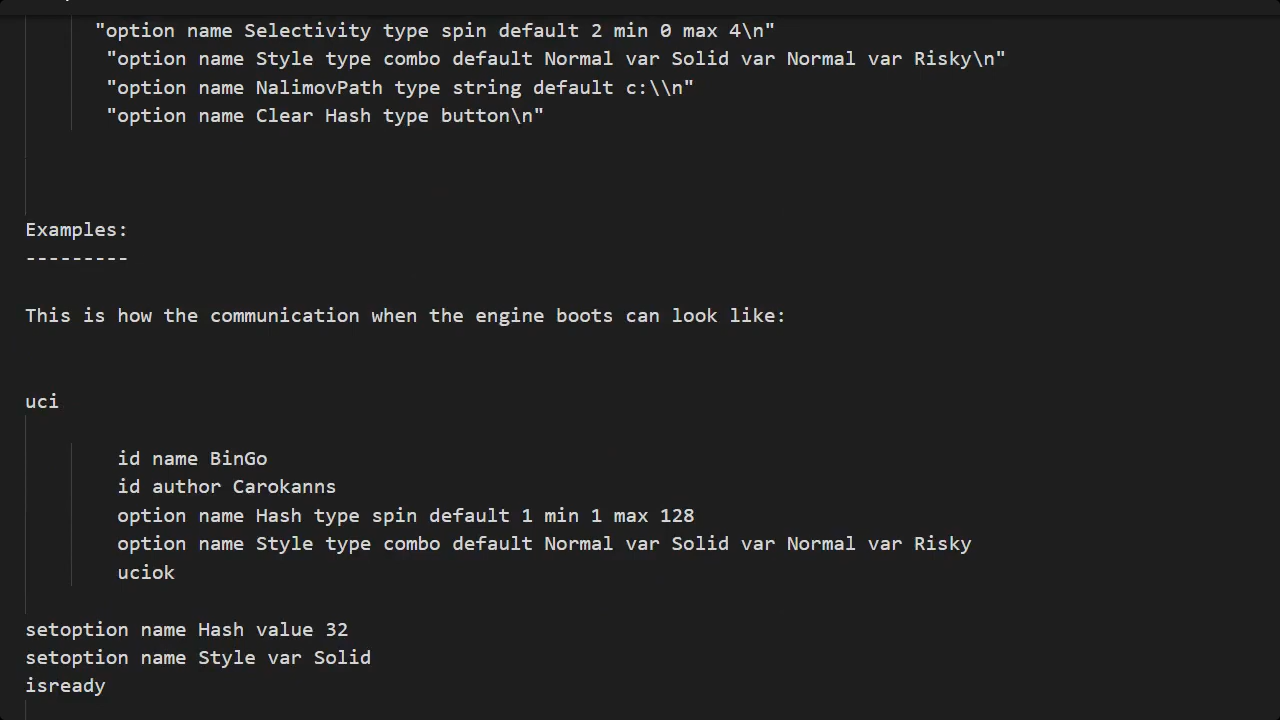 "option name Selectivity type spin default 2 min 0 max 4\n"
"option name Style type combo default Normal var Solid var Normal var Risky\n"
"option name NalimovPath type string default c:\\n"
"option name Clear Hash type button\n"
Examples:
---------
This is how the communication when the engine boots can look like:
uci
id name BinGo
id author Carokanns
option name Hash type spin default 1 min 1 max 128
option name Style type combo default Normal var Solid var Normal var Risky
uciok
setoption name Hash value 32
setoption name Style var Solid
isready